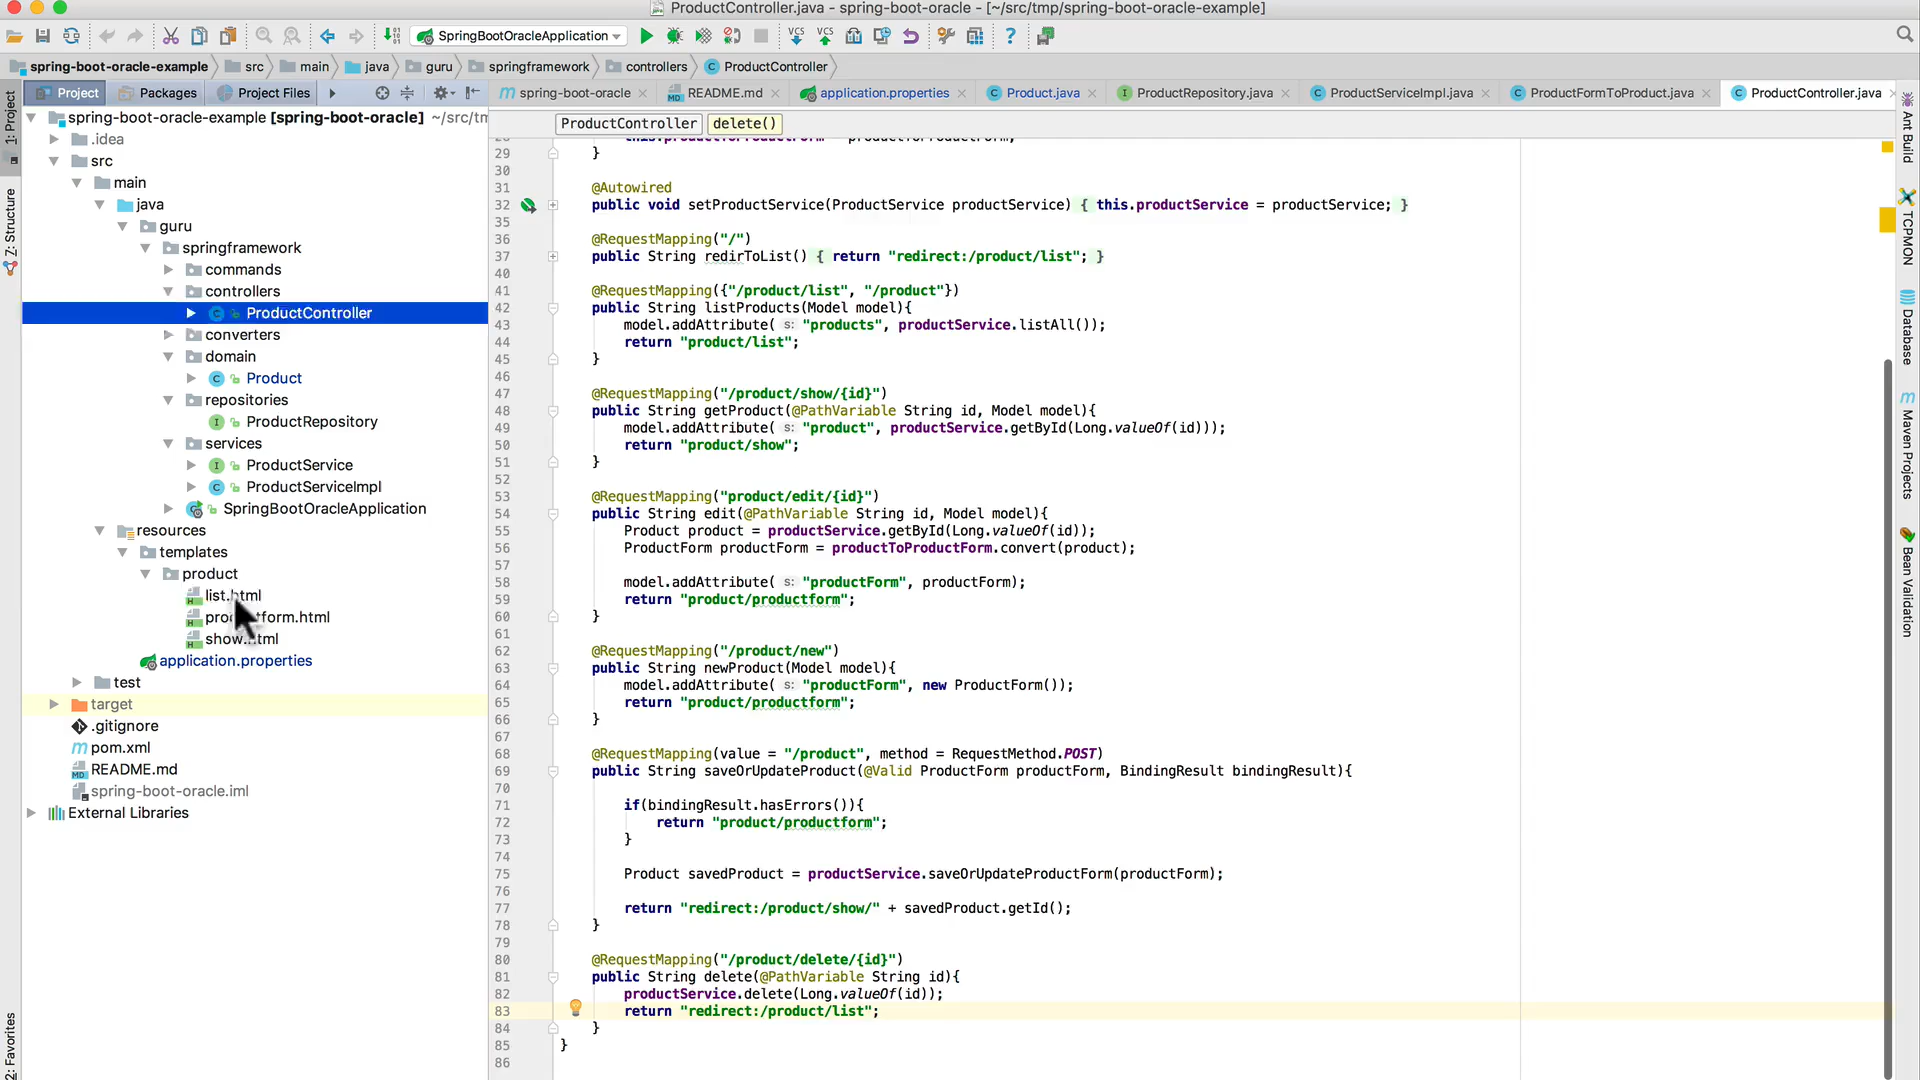 ProductController.java - spring-boot-oracle - [~/src/tmp/spring-boot-oracle-example]
SpringBootOracleApplication
VCS
VCS
spring-boot-oracle-example
src
main
java
guru
springframework
controllers
ProductController
Project
Packages
Project Files
spring-boot-oracle
README.md
application.properties
Product.java
ProductRepository.java
ProductServiceImpl.java
ProductFormToProduct.java
ProductController.java
1: Project
Z: Structure
2: Favorites
spring-boot-oracle-example [spring-boot-oracle] ~/src/tm
.idea
src
main
java
guru
springframework
commands
controllers
ProductController
converters
domain
Product
repositories
ProductRepository
services
ProductService
ProductServiceImpl
SpringBootOracleApplication
resources
templates
product
list.html
application.properties
test
target
.gitignore
pom.xml
README.md
spring-boot-oracle.iml
External Libraries
ProductController
delete()
29 }
30
31 @Autowired
32 public void setProductService(ProductService productService) { this.productService = productService; }
35
36 @RequestMapping("/")
37 public String redirToList() { return "redirect:/product/list"; }
40
41 @RequestMapping({"/product/list", "/product"})
42 public String listProducts(Model model){
43 model.addAttribute( s: "products", productService.listAll());
44 return "product/list";
45 }
46
47 @RequestMapping("/product/show/{id}")
48 public String getProduct(@PathVariable String id, Model model){
49 model.addAttribute( s: "product", productService.getById(Long.valueOf(id)));
50 return "product/show";
51 }
52
53 @RequestMapping("product/edit/{id}")
54 public String edit(@PathVariable String id, Model model){
55 Product product = productService.getById(Long.valueOf(id));
56 ProductForm productForm = productToProductForm.convert(product);
57
58 model.addAttribute( s: "productForm", productForm);
59 return "product/productform";
60 }
61
62 @RequestMapping("/product/new")
63 public String newProduct(Model model){
64 model.addAttribute( s: "productForm", new ProductForm());
65 return "product/productform";
66 }
67
68 @RequestMapping(value = "/product", method = RequestMethod.POST)
69 public String saveOrUpdateProduct(@Valid ProductForm productForm, BindingResult bindingResult){
70
71 if(bindingResult.hasErrors()){
72 return "product/productform";
73 }
74
75 Product savedProduct = productService.saveOrUpdateProductForm(productForm);
76
77 return "redirect:/product/show/" + savedProduct.getId();
78 }
79
80 @RequestMapping("/product/delete/{id}")
81 public String delete(@PathVariable String id){
82 productService.delete(Long.valueOf(id));
83 return "redirect:/product/list";
84 }
85 }
86
Ant Build
TCPMON
Database
Maven Projects
Bean Validation